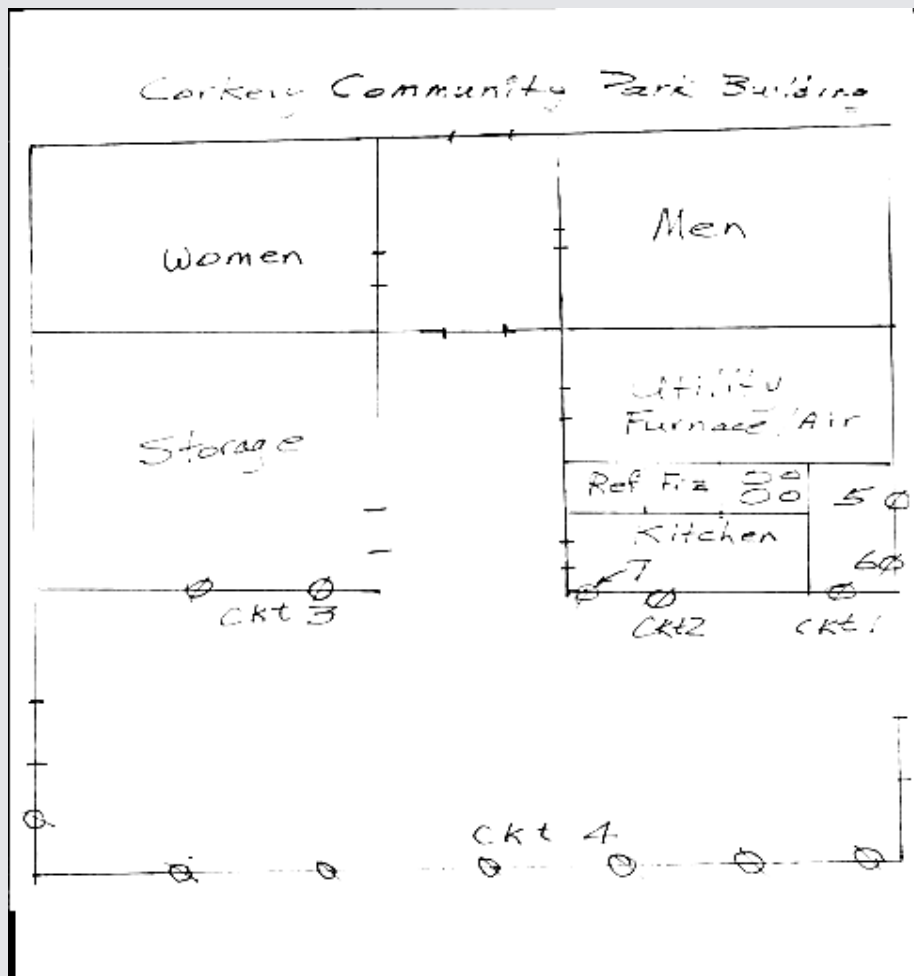 Corkery Community Park Building
Women
Men
Storage
Utility
Furnace/Air
Ref Frz
5
Kitchen
6
7
Ckt 3
Ckt2
Ckt 1
Ckt 4